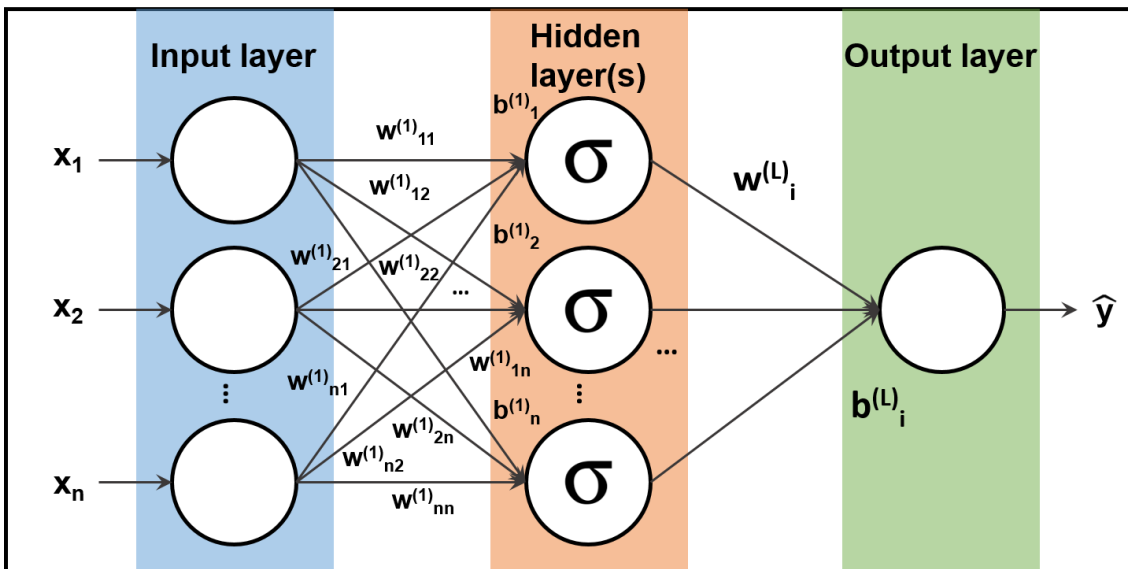 Input layer
Hidden
layer(s)
Output layer
b⁽¹⁾₁
w⁽¹⁾₁₁
x₁
σ
w⁽¹⁾₁₂
w⁽ᴸ⁾ᵢ
b⁽¹⁾₂
w⁽¹⁾₂₁
w⁽¹⁾₂₂
...
x₂
σ
ŷ
...
w⁽¹⁾₁ₙ
w⁽¹⁾ₙ₁
...
...
b⁽¹⁾ₙ
b⁽ᴸ⁾ᵢ
w⁽¹⁾₂ₙ
w⁽¹⁾ₙ₂
xₙ
σ
w⁽¹⁾ₙₙ